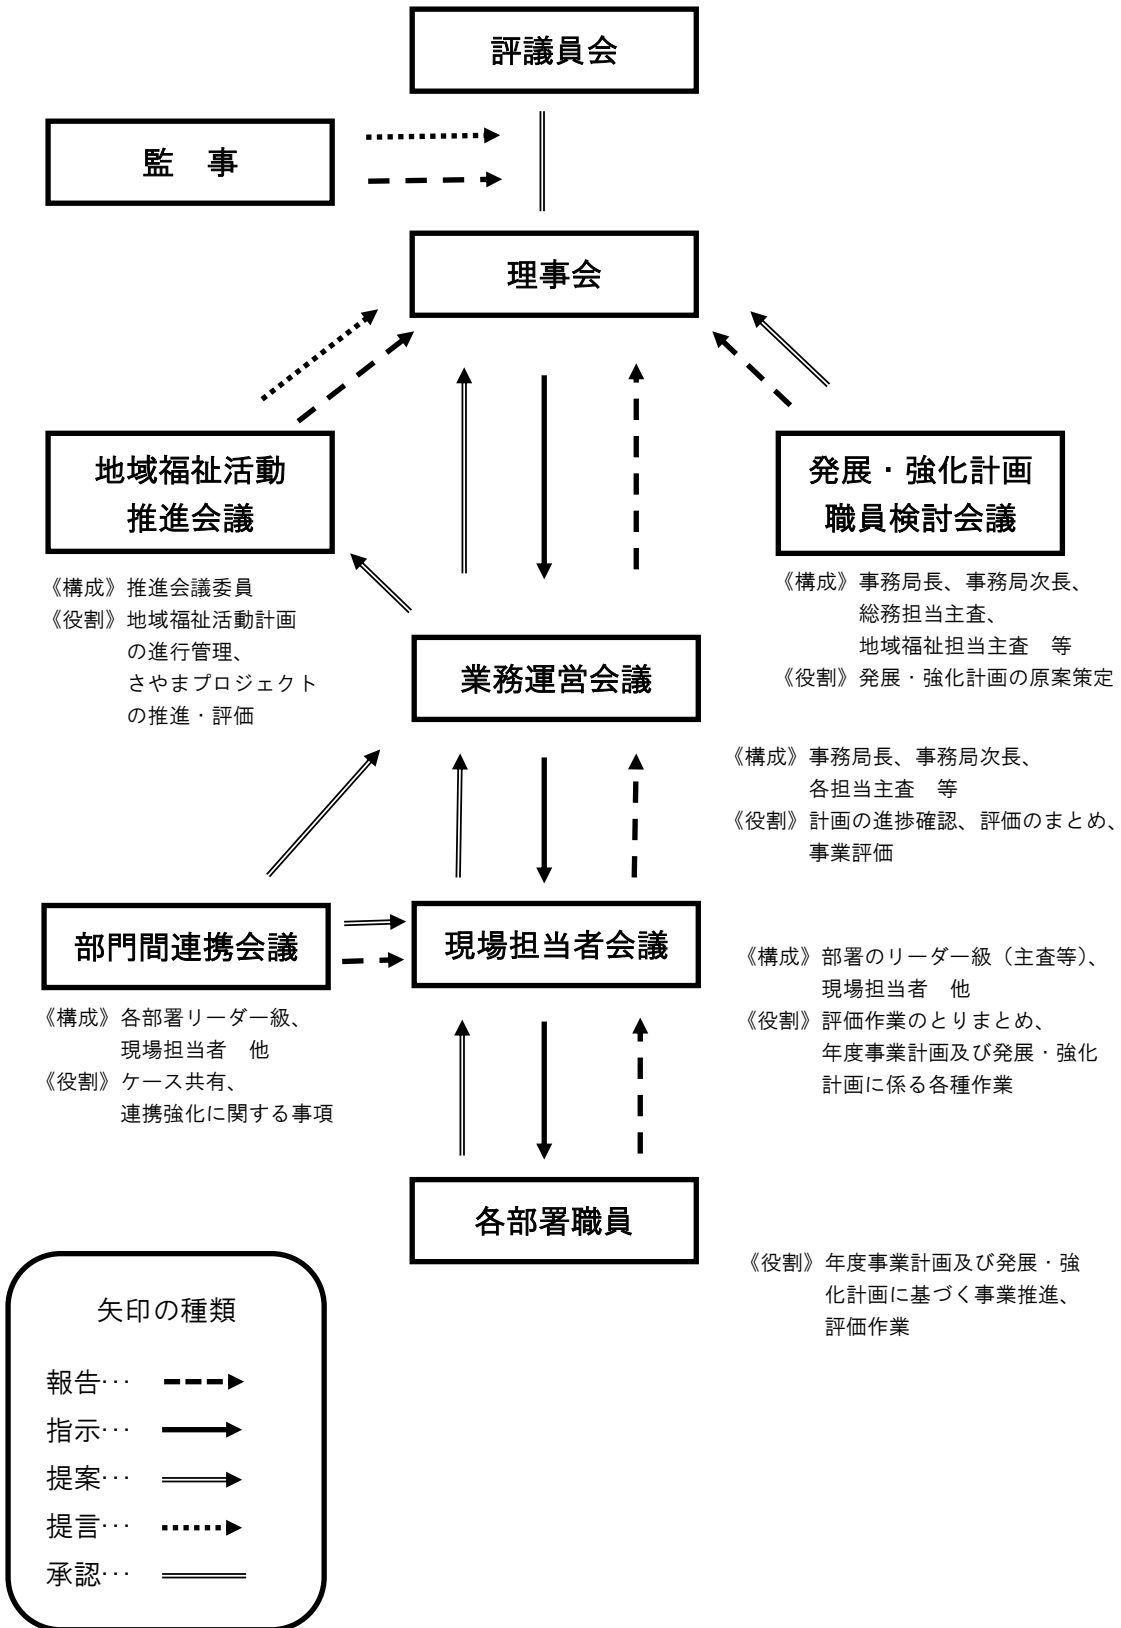 評議員会
監　事
理事会
地域福祉活動
推進会議
《構成》推進会議委員
《役割》地域福祉活動計画
の進行管理、
さやまプロジェクト
の推進・評価
発展・強化計画
職員検討会議
《構成》事務局長、事務局次長、
総務担当主査、
地域福祉担当主査　等
《役割》発展・強化計画の原案策定
業務運営会議
《構成》事務局長、事務局次長、
各担当主査　等
《役割》計画の進捗確認、評価のまとめ、
事業評価
部門間連携会議
《構成》各部署リーダー級、
現場担当者　他
《役割》ケース共有、
連携強化に関する事項
現場担当者会議
《構成》部署のリーダー級（主査等）、
現場担当者　他
《役割》評価作業のとりまとめ、
年度事業計画及び発展・強化
計画に係る各種作業
各部署職員
《役割》年度事業計画及び発展・強
化計画に基づく事業推進、
評価作業
矢印の種類
報告…
指示…
提案…
提言…
承認…